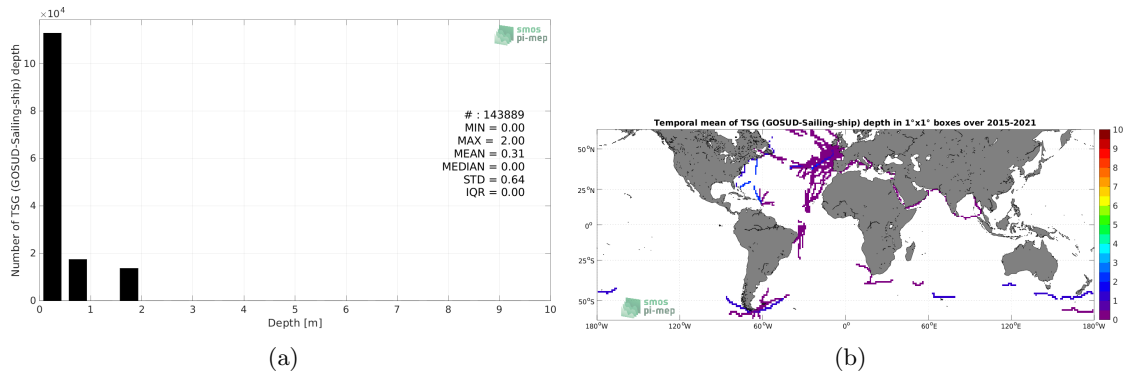 ×10⁴
10
8
6
4
2
0
Number of TSG (GOSUD-Sailing-ship) depth
smos
pi-mep
# : 143889
MIN = 0.00
MAX = 2.00
MEAN = 0.31
MEDIAN = 0.00
STD = 0.64
IQR = 0.00
0 1 2 3 4 5 6 7 8 9 10
Depth [m]
(a)
Temporal mean of TSG (GOSUD-Sailing-ship) depth in 1°x1° boxes over 2015-2021
50°N
25°N
0°
25°S
50°S
smos
pi-mep
180°W 120°W 60°W 0° 60°E 120°E 180°W
10
9
8
7
6
5
4
3
2
1
0
(b)